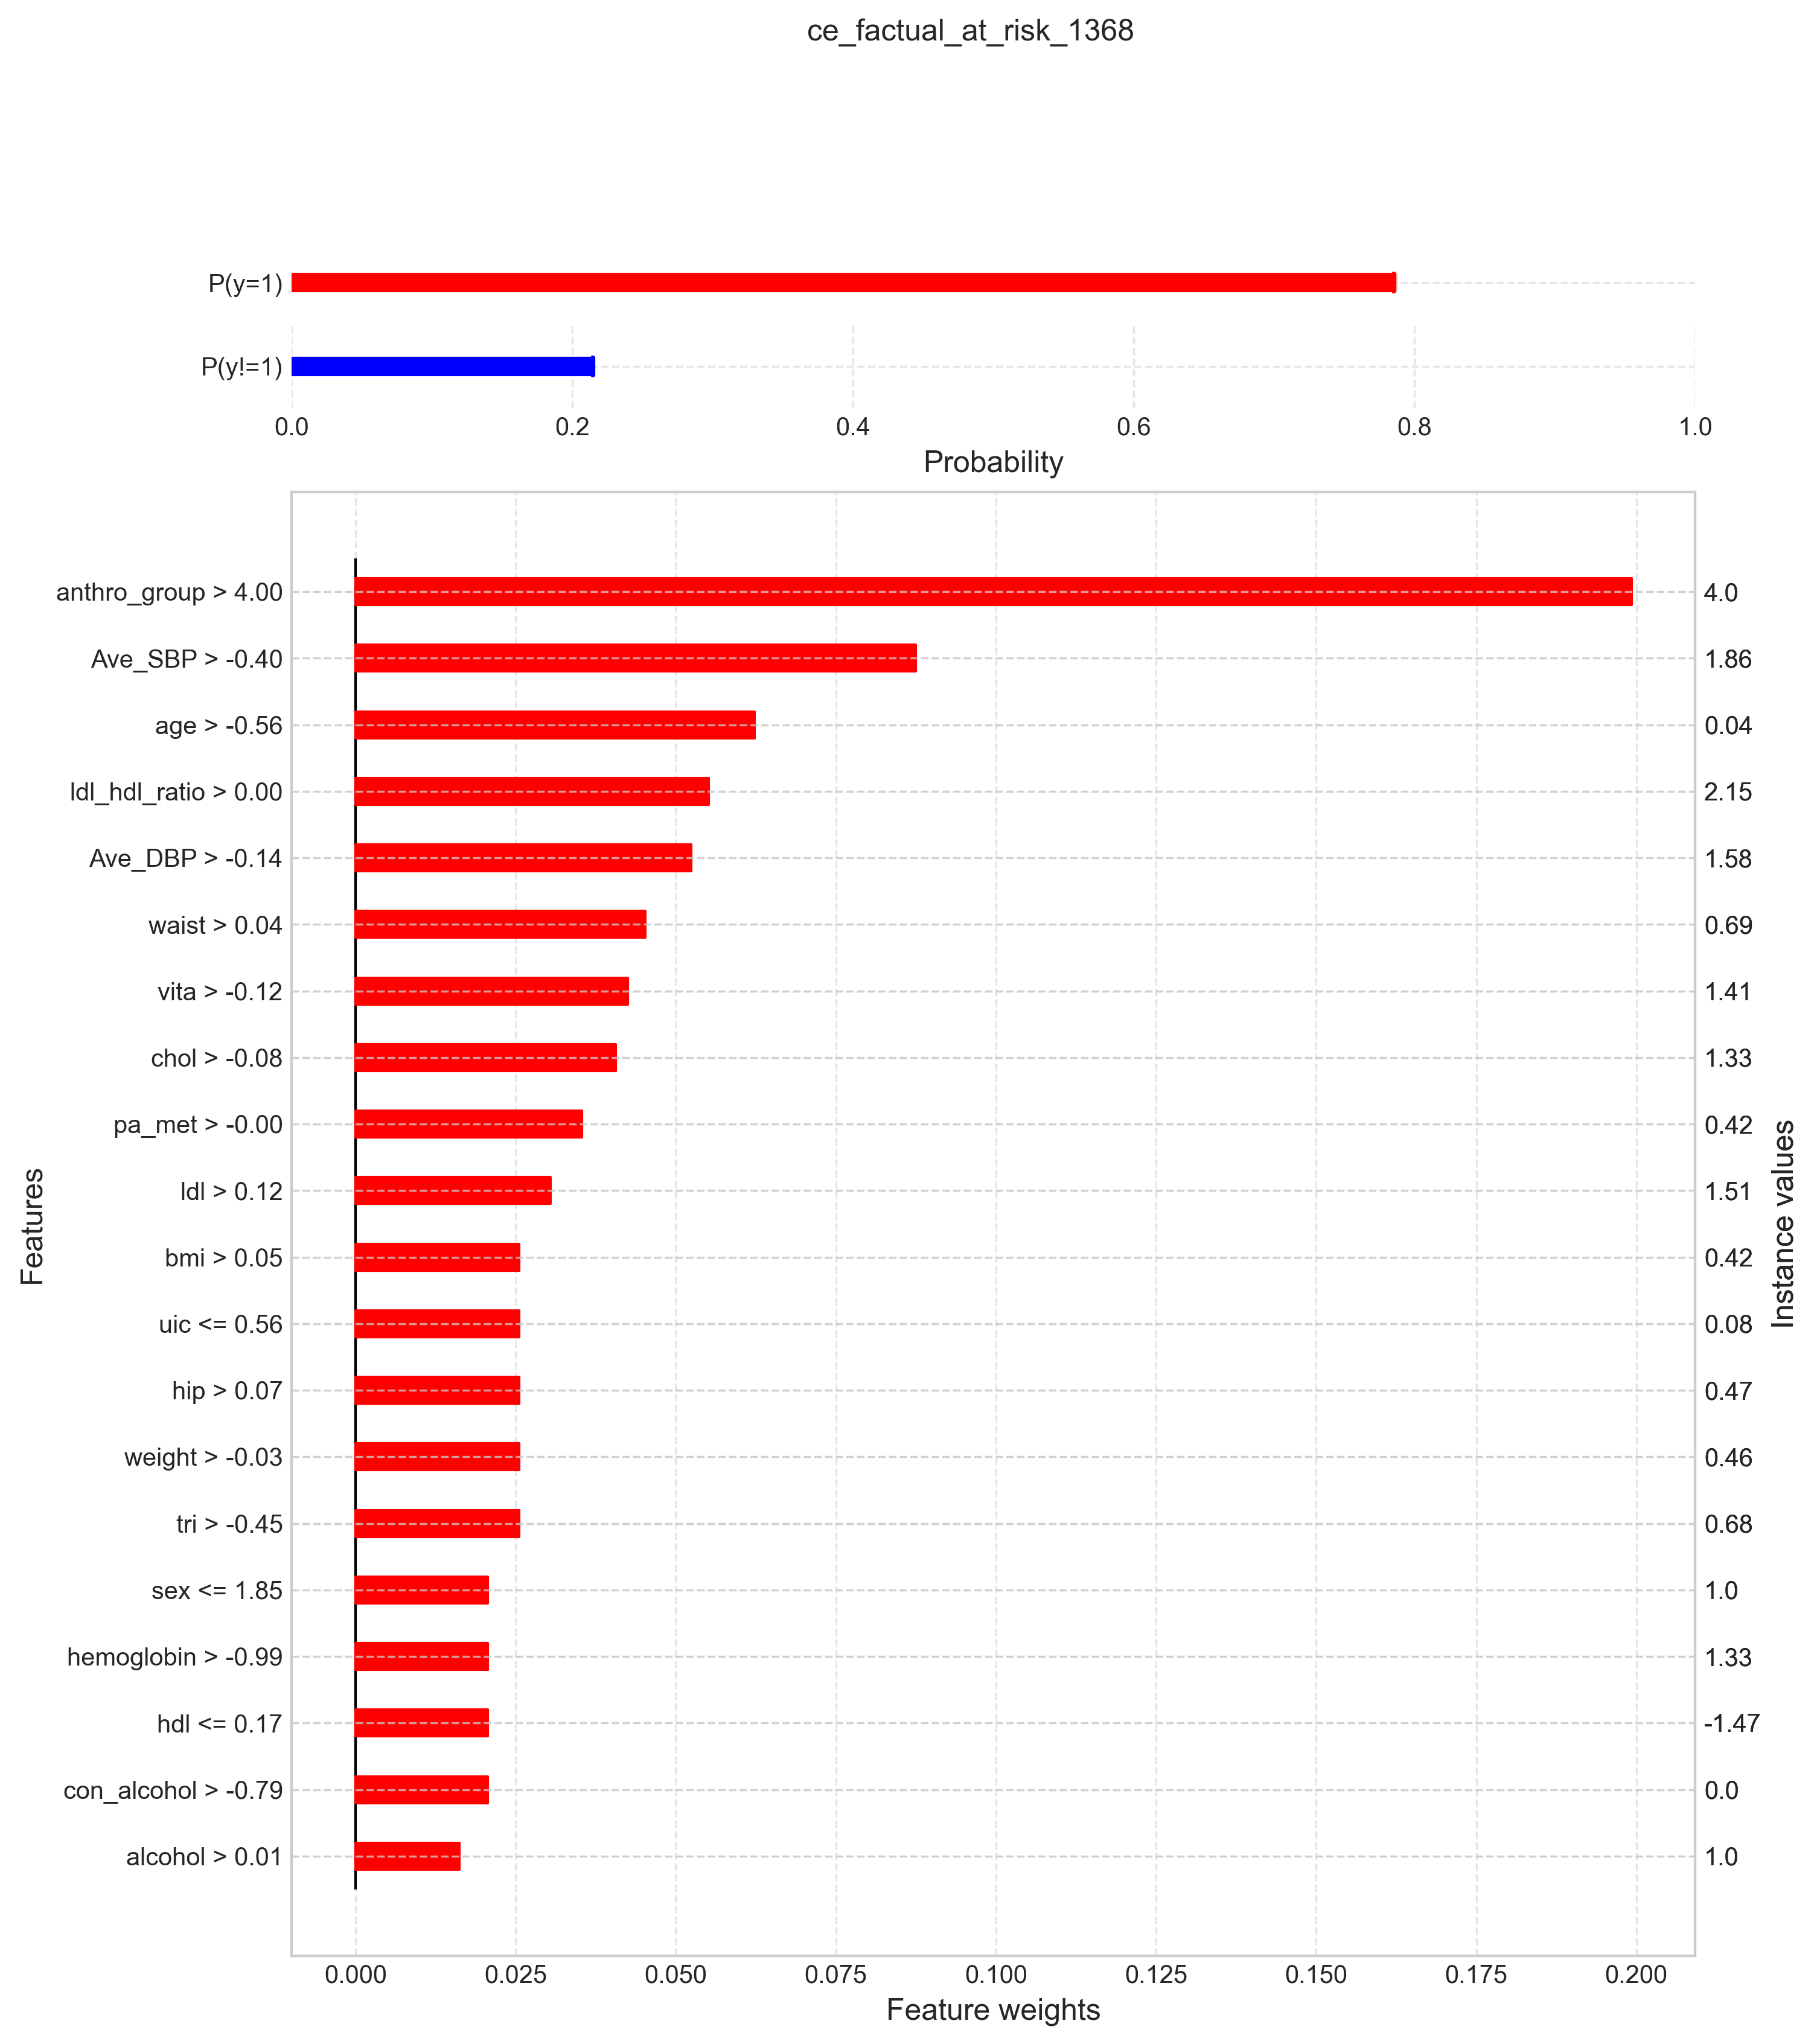 ce_factual_at_risk_1368
P(y=1)
P(y!=1)
0.0 0.2 0.4 0.6 0.8 1.0
Probability
anthro_group > 4.00 4.0
Ave_SBP > -0.40 1.86
age > -0.56 0.04
ldl_hdl_ratio > 0.00 2.15
Ave_DBP > -0.14 1.58
waist > 0.04 0.69
vita > -0.12 1.41
chol > -0.08 1.33
pa_met > -0.00 0.42
ldl > 0.12 1.51
bmi > 0.05 0.42
uic <= 0.56 0.08
hip > 0.07 0.47
weight > -0.03 0.46
tri > -0.45 0.68
sex <= 1.85 1.0
hemoglobin > -0.99 1.33
hdl <= 0.17 -1.47
con_alcohol > -0.79 0.0
alcohol > 0.01 1.0
Features
Instance values
0.000 0.025 0.050 0.075 0.100 0.125 0.150 0.175 0.200
Feature weights